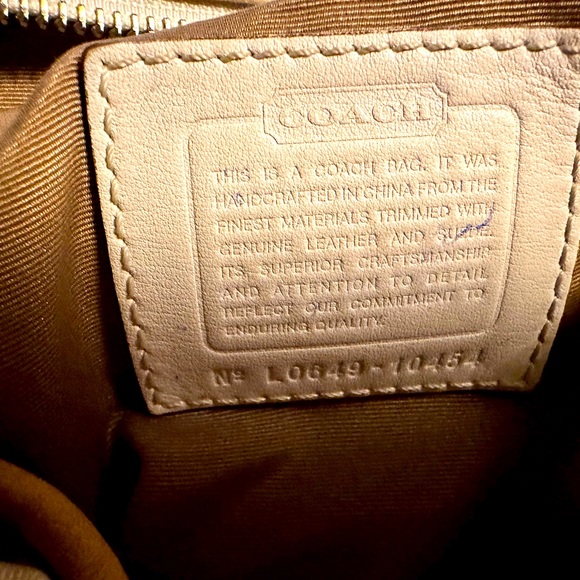 COACH
THIS IS A COACH BAG. IT WAS
HANDCRAFTED IN CHINA FROM THE
FINEST MATERIALS TRIMMED WITH
GENUINE LEATHER AND SUEDE.
ITS SUPERIOR CRAFTSMANSHIP
AND ATTENTION TO DETAIL
REFLECT OUR COMMITMENT TO
ENDURING QUALITY.
Nº L0649-10454